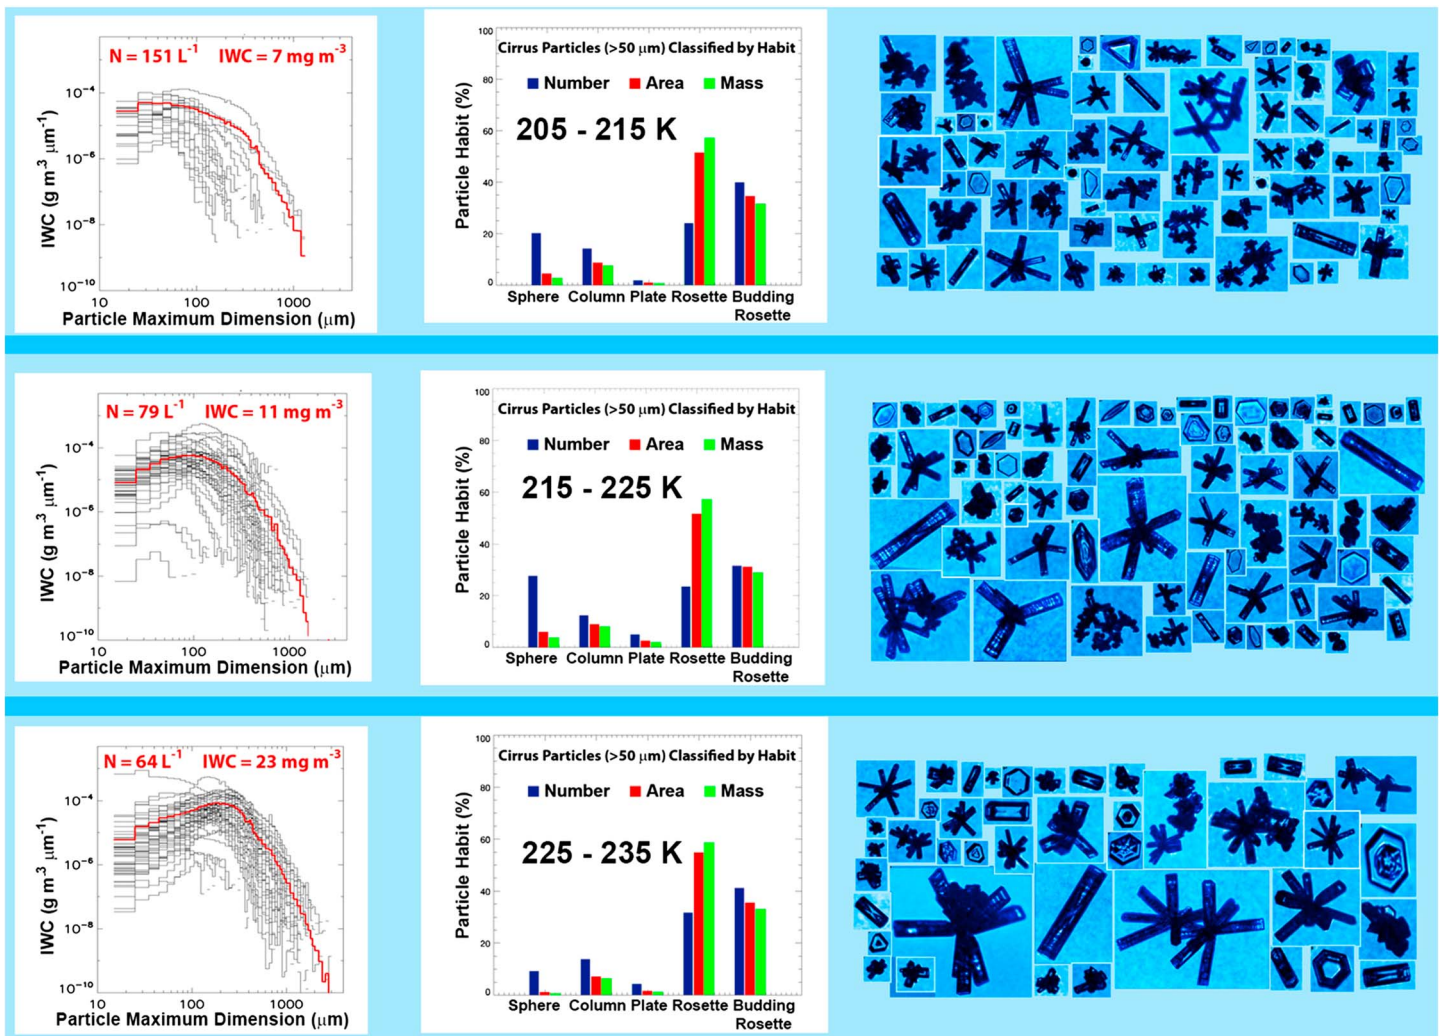 N = 151 L-1 IWC = 7 mg m-3
10-4
10-6
10-8
10-10
IWC (g m-3 μm-1)
10 100 1000
Particle Maximum Dimension (μm)
Cirrus Particles (>50 μm) Classified by Habit
Number Area Mass
205 - 215 K
100
80
60
40
20
0
Particle Habit (%)
Sphere Column Plate Rosette Budding
Rosette
N = 79 L-1 IWC = 11 mg m-3
10-4
10-6
10-8
10-10
IWC (g m-3 μm-1)
10 100 1000
Particle Maximum Dimension (μm)
Cirrus Particles (>50 μm) Classified by Habit
Number Area Mass
215 - 225 K
100
80
60
40
20
0
Particle Habit (%)
Sphere Column Plate Rosette Budding
Rosette
N = 64 L-1 IWC = 23 mg m-3
10-4
10-6
10-8
10-10
IWC (g m-3 μm-1)
10 100 1000
Particle Maximum Dimension (μm)
Cirrus Particles (>50 μm) Classified by Habit
Number Area Mass
225 - 235 K
100
80
60
40
20
0
Particle Habit (%)
Sphere Column Plate Rosette Budding
Rosette